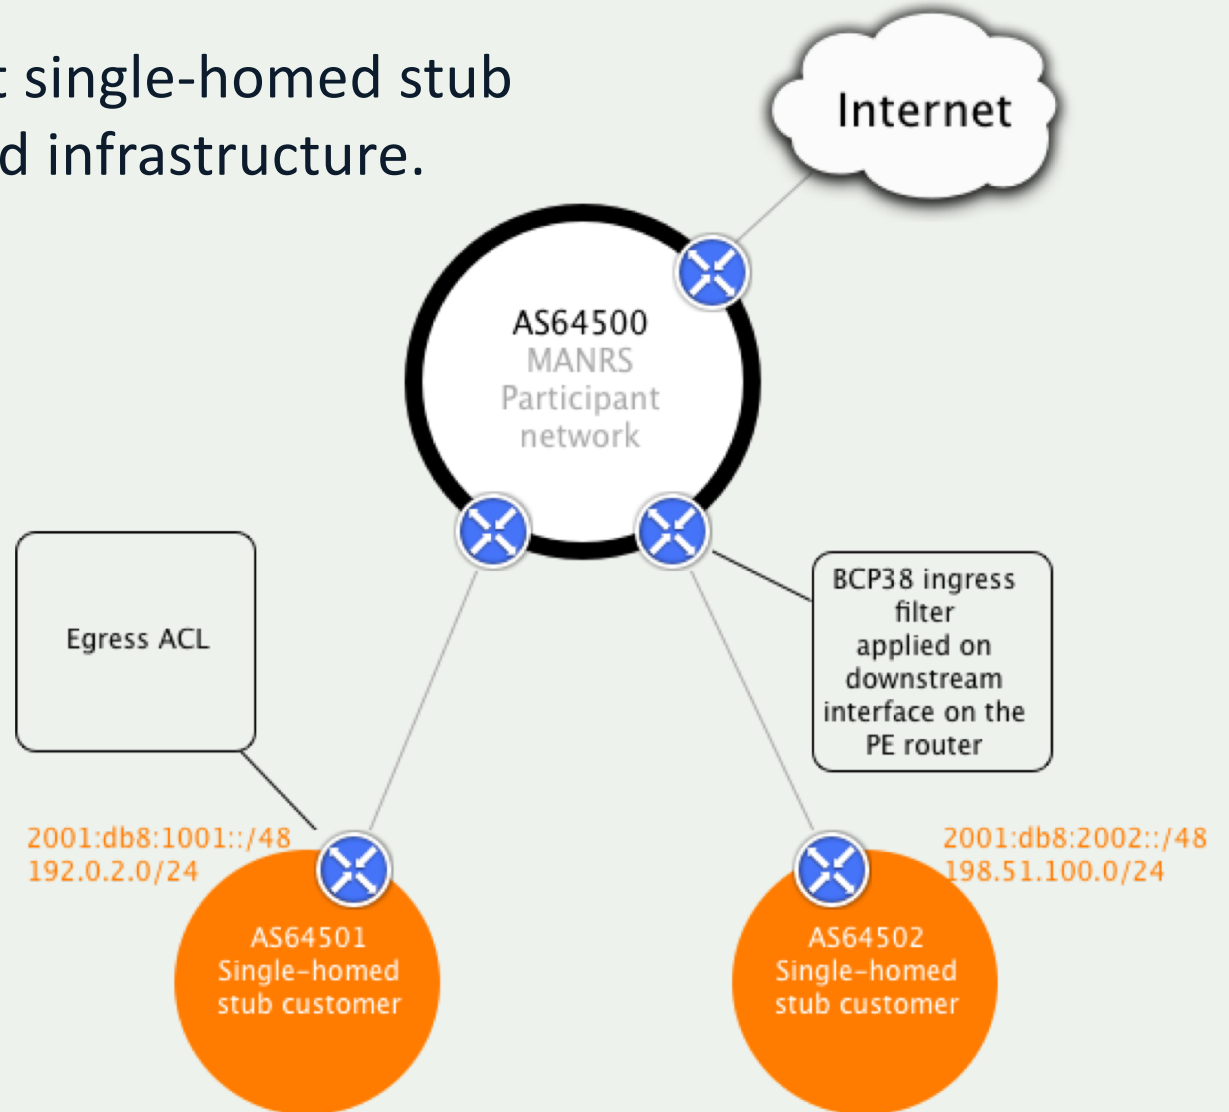 t single-homed stub
d infrastructure.
Internet
AS64500
MANRS
Participant
network
Egress ACL
BCP38 ingress
filter
applied on
downstream
interface on the
PE router
2001:db8:1001::/48
192.0.2.0/24
2001:db8:2002::/48
198.51.100.0/24
AS64501
Single-homed
stub customer
AS64502
Single-homed
stub customer